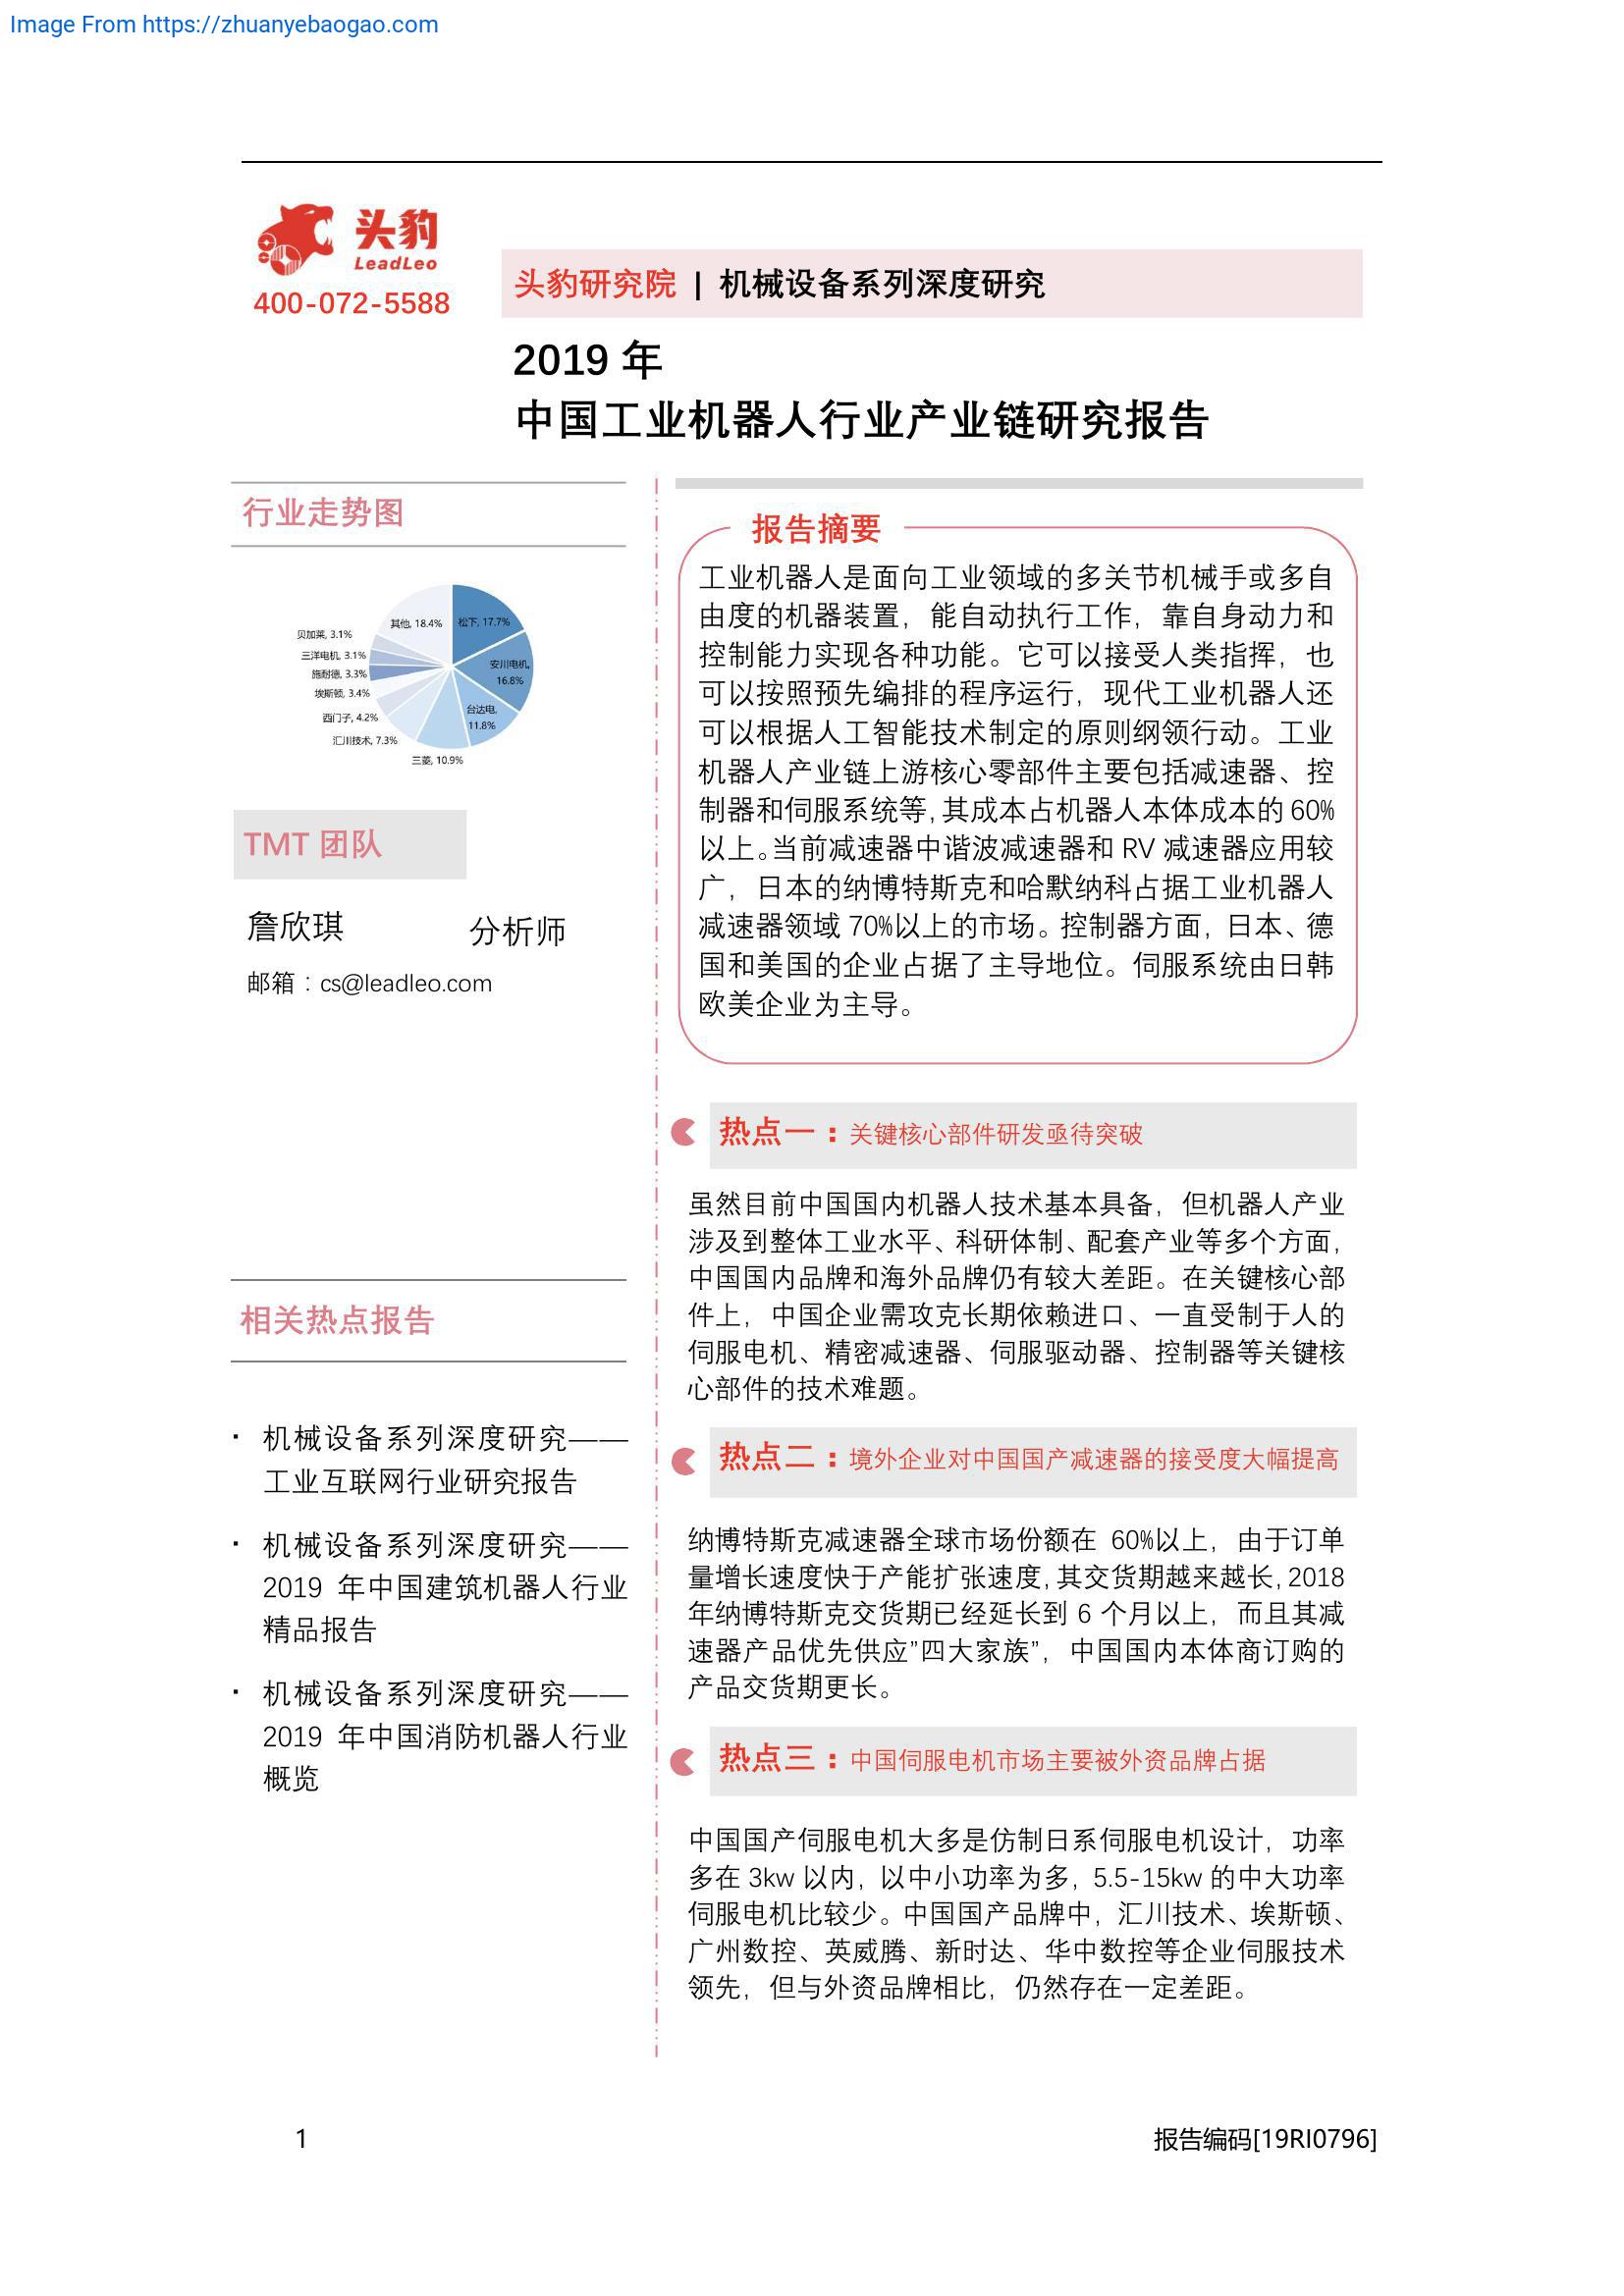 Image From https://zhuanyebaogao.com
头豹
LeadLeo
400-072-5588
头豹研究院 | 机械设备系列深度研究
2019 年
中国工业机器人行业产业链研究报告
行业走势图
其他, 18.4%
松下, 17.7%
贝加莱, 3.1%
三洋电机, 3.1%
施耐德, 3.3%
埃斯顿, 3.4%
西门子, 4.2%
汇川技术, 7.3%
三菱, 10.9%
安川电机,
16.8%
台达电,
11.8%
TMT 团队
詹欣琪 分析师
邮箱：cs@leadleo.com
相关热点报告
· 机械设备系列深度研究——
工业互联网行业研究报告
· 机械设备系列深度研究——
2019 年中国建筑机器人行业
精品报告
· 机械设备系列深度研究——
2019 年中国消防机器人行业
概览
报告摘要
工业机器人是面向工业领域的多关节机械手或多自
由度的机器装置，能自动执行工作，靠自身动力和
控制能力实现各种功能。它可以接受人类指挥，也
可以按照预先编排的程序运行，现代工业机器人还
可以根据人工智能技术制定的原则纲领行动。工业
机器人产业链上游核心零部件主要包括减速器、控
制器和伺服系统等，其成本占机器人本体成本的 60%
以上。当前减速器中谐波减速器和 RV 减速器应用较
广，日本的纳博特斯克和哈默纳科占据工业机器人
减速器领域 70%以上的市场。控制器方面，日本、德
国和美国的企业占据了主导地位。伺服系统由日韩
欧美企业为主导。
热点一：关键核心部件研发亟待突破
虽然目前中国国内机器人技术基本具备，但机器人产业
涉及到整体工业水平、科研体制、配套产业等多个方面，
中国国内品牌和海外品牌仍有较大差距。在关键核心部
件上，中国企业需攻克长期依赖进口、一直受制于人的
伺服电机、精密减速器、伺服驱动器、控制器等关键核
心部件的技术难题。
热点二：境外企业对中国国产减速器的接受度大幅提高
纳博特斯克减速器全球市场份额在 60%以上，由于订单
量增长速度快于产能扩张速度，其交货期越来越长，2018
年纳博特斯克交货期已经延长到 6 个月以上，而且其减
速器产品优先供应”四大家族”，中国国内本体商订购的
产品交货期更长。
热点三：中国伺服电机市场主要被外资品牌占据
中国国产伺服电机大多是仿制日系伺服电机设计，功率
多在 3kw 以内，以中小功率为多，5.5-15kw 的中大功率
伺服电机比较少。中国国产品牌中，汇川技术、埃斯顿、
广州数控、英威腾、新时达、华中数控等企业伺服技术
领先，但与外资品牌相比，仍然存在一定差距。
1
报告编码[19RI0796]